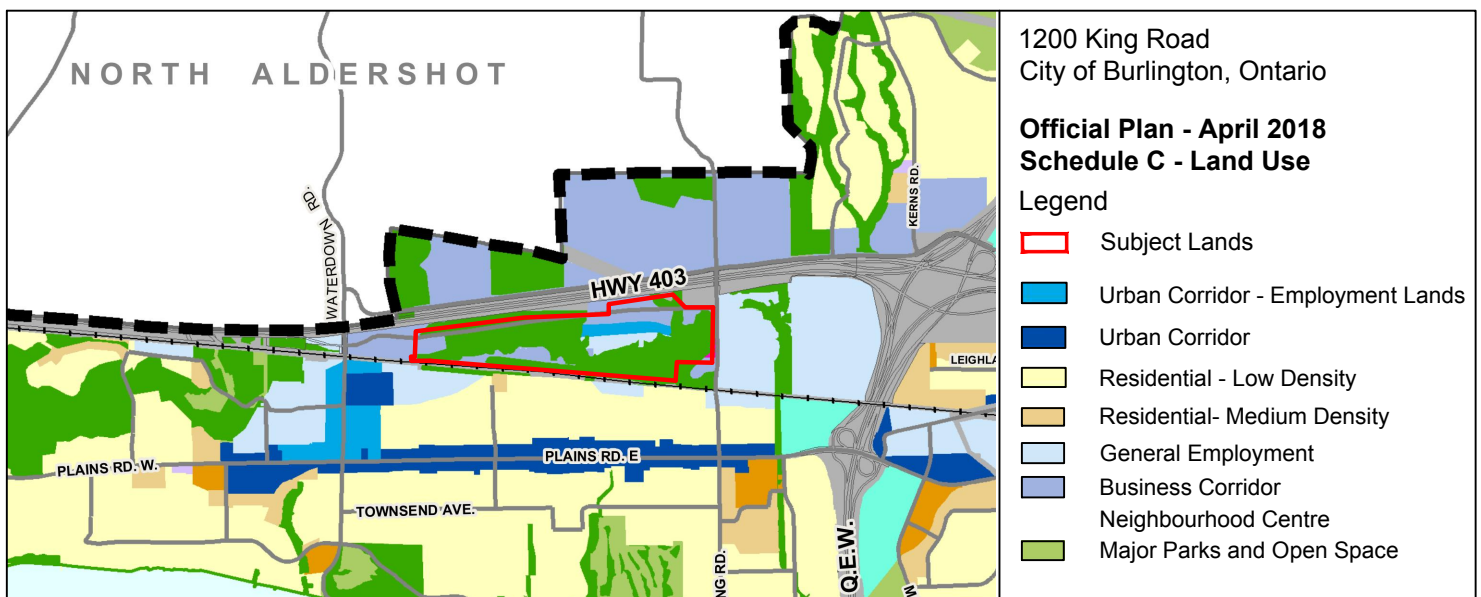 NORTH ALDERSHOT
WATERDOWN RD.
HWY 403
KERNS RD.
PLAINS RD. W.
PLAINS RD. E
TOWNSEND AVE.
Q.E.W.
1200 King Road
City of Burlington, Ontario
Official Plan - April 2018
Schedule C - Land Use
Legend
Subject Lands
Urban Corridor - Employment Lands
Urban Corridor
Residential - Low Density
Residential- Medium Density
General Employment
Business Corridor
Neighbourhood Centre
Major Parks and Open Space